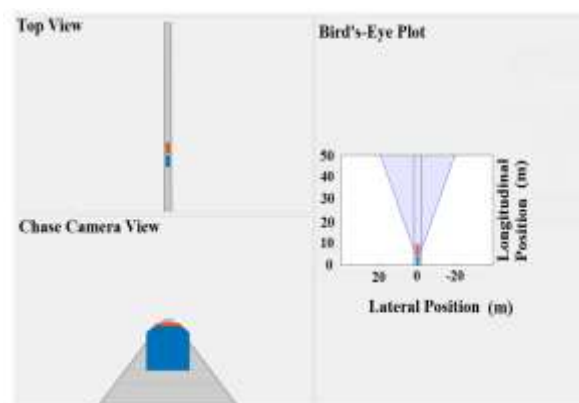 Top View
Bird's-Eye Plot
50
40
30
20
10
0
20 0 -20
Longitudinal
Position (m)
Lateral Position (m)
Chase Camera View